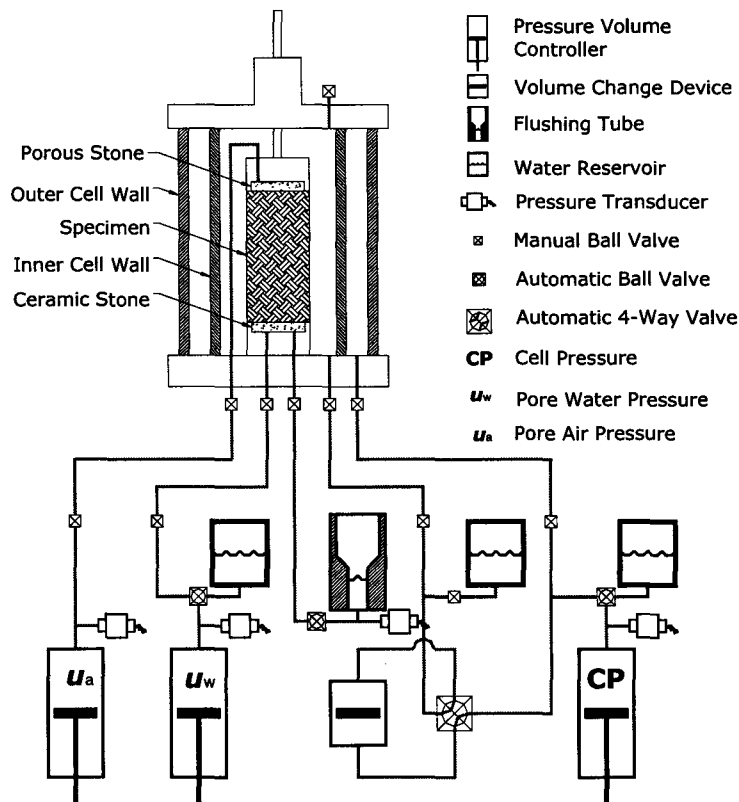 Pressure Volume
Controller
Volume Change Device
Flushing Tube
Water Reservoir
Pressure Transducer
Manual Ball Valve
Automatic Ball Valve
Automatic 4-Way Valve
CP Cell Pressure
uw Pore Water Pressure
ua Pore Air Pressure
Porous Stone
Outer Cell Wall
Specimen
Inner Cell Wall
Ceramic Stone
ua
uw
CP